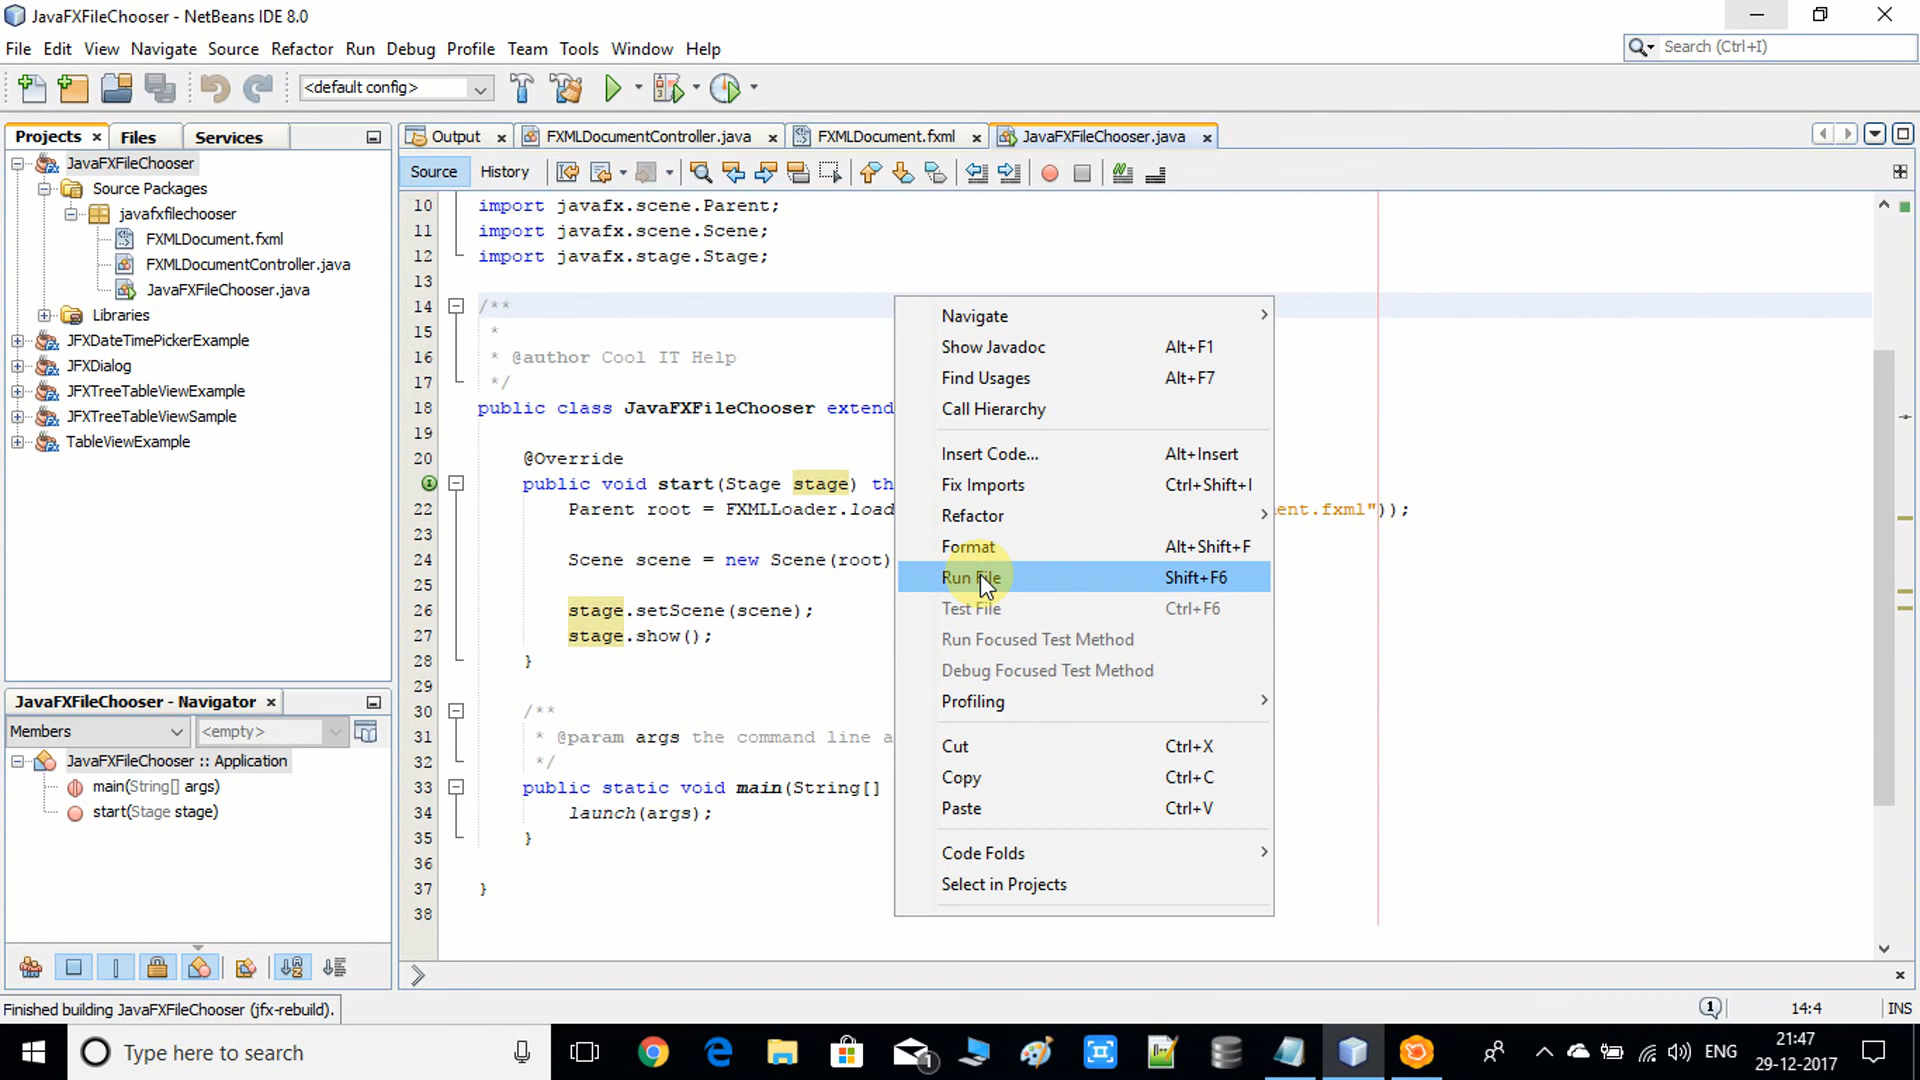 JavaFXFileChooser - NetBeans IDE 8.0
File Edit View Navigate Source Refactor Run Debug Profile Team Tools Window Help
Search (Ctrl+I)
<default config>
Projects Files Services
Output FXMLDocumentController.java FXMLDocument.fxml JavaFXFileChooser.java
Source History
JavaFXFileChooser
Source Packages
javafxfilechooser
FXMLDocument.fxml
FXMLDocumentController.java
JavaFXFileChooser.java
Libraries
JFXDateTimePickerExample
JFXDialog
JFXTreeTableViewExample
JFXTreeTableViewSample
TableViewExample
JavaFXFileChooser - Navigator
Members <empty>
JavaFXFileChooser :: Application
main(String[] args)
start(Stage stage)
10 import javafx.scene.Parent;
11 import javafx.scene.Scene;
12 import javafx.stage.Stage;
13
14 /**
15 *
16 * @author Cool IT Help
17 */
18 public class JavaFXFileChooser extend
19
20 @Override
public void start(Stage stage) th
22 Parent root = FXMLLoader.load ent.fxml"));
23
24 Scene scene = new Scene(root)
25
26 stage.setScene(scene);
27 stage.show();
28 }
29
30 /**
31 * @param args the command line a
32 */
33 public static void main(String[]
34 launch(args);
35 }
36
37 }
38
Navigate
Show Javadoc Alt+F1
Find Usages Alt+F7
Call Hierarchy
Insert Code... Alt+Insert
Fix Imports Ctrl+Shift+I
Refactor
Format Alt+Shift+F
Run File Shift+F6
Test File Ctrl+F6
Run Focused Test Method
Debug Focused Test Method
Profiling
Cut Ctrl+X
Copy Ctrl+C
Paste Ctrl+V
Code Folds
Select in Projects
Finished building JavaFXFileChooser (jfx-rebuild).
1 14:4 INS
Type here to search
1
ENG
21:47
29-12-2017